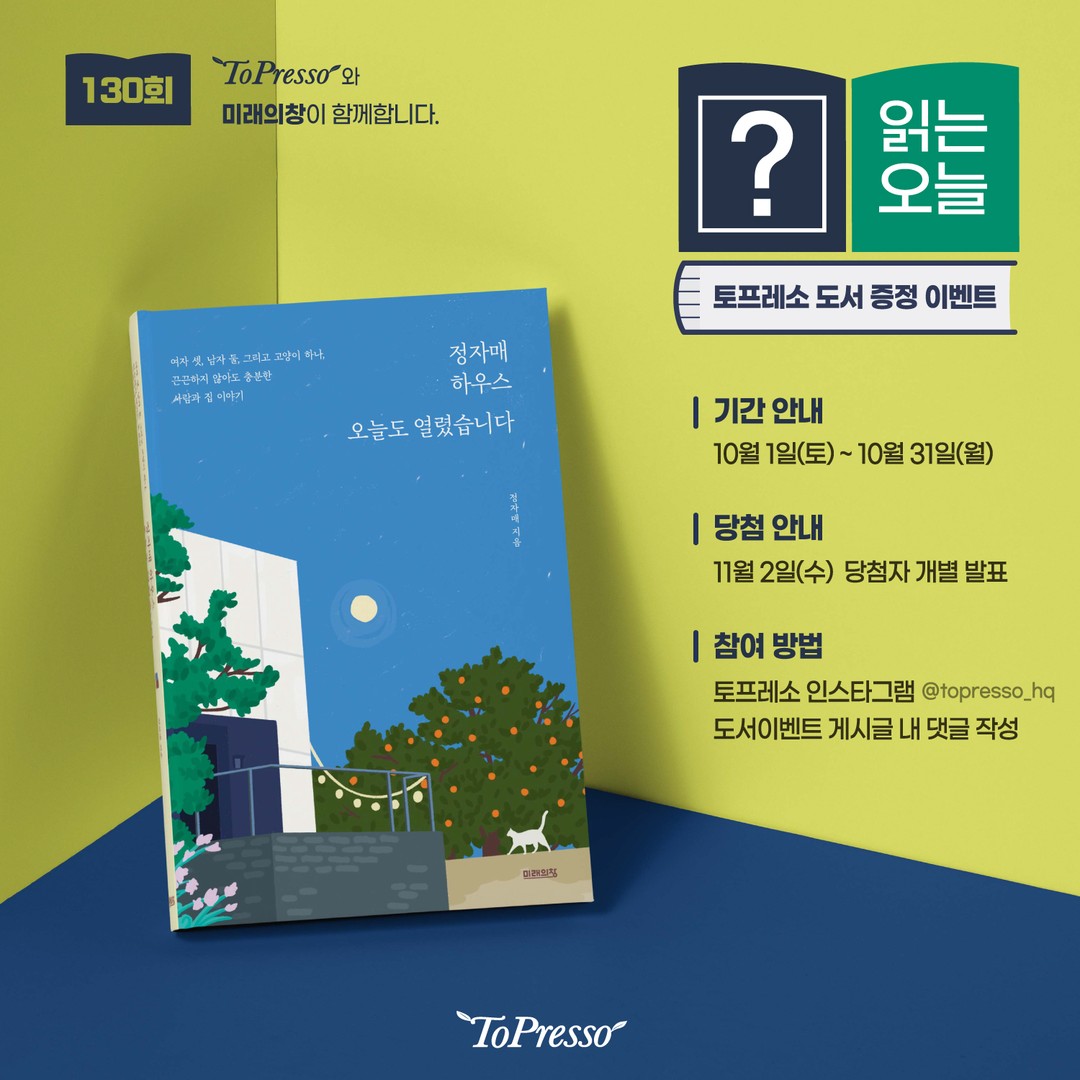 130회
ToPresso와
미래의창이 함께합니다.
?
읽는
오늘
토프레소 도서 증정 이벤트
여자 셋, 남자 둘, 그리고 고양이 하나,
끈끈하지 않아도 충분한
사람과 집 이야기
정자매
하우스
오늘도 열렸습니다
정자매 지음
미래의창
기간 안내
10월 1일(토) ~ 10월 31일(월)
당첨 안내
11월 2일(수) 당첨자 개별 발표
참여 방법
토프레소 인스타그램 @topresso_hq
도서이벤트 게시글 내 댓글 작성
ToPresso